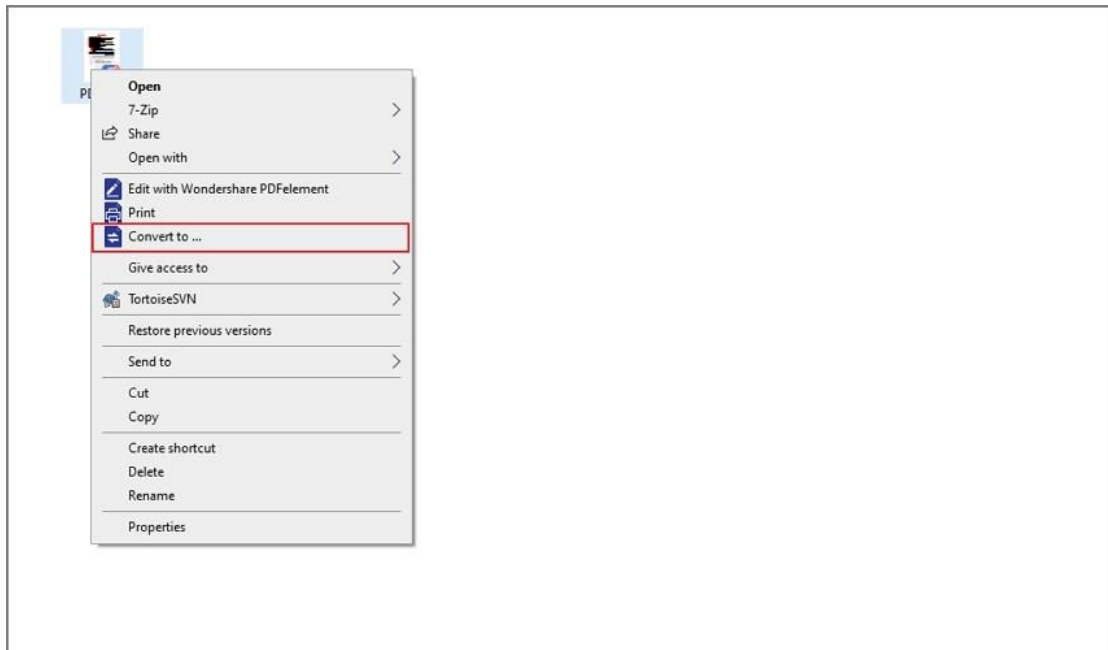 Open
7-Zip
Share
Open with
Edit with Wondershare PDFelement
Print
Convert to ...
Give access to
TortoiseSVN
Restore previous versions
Send to
Cut
Copy
Create shortcut
Delete
Rename
Properties